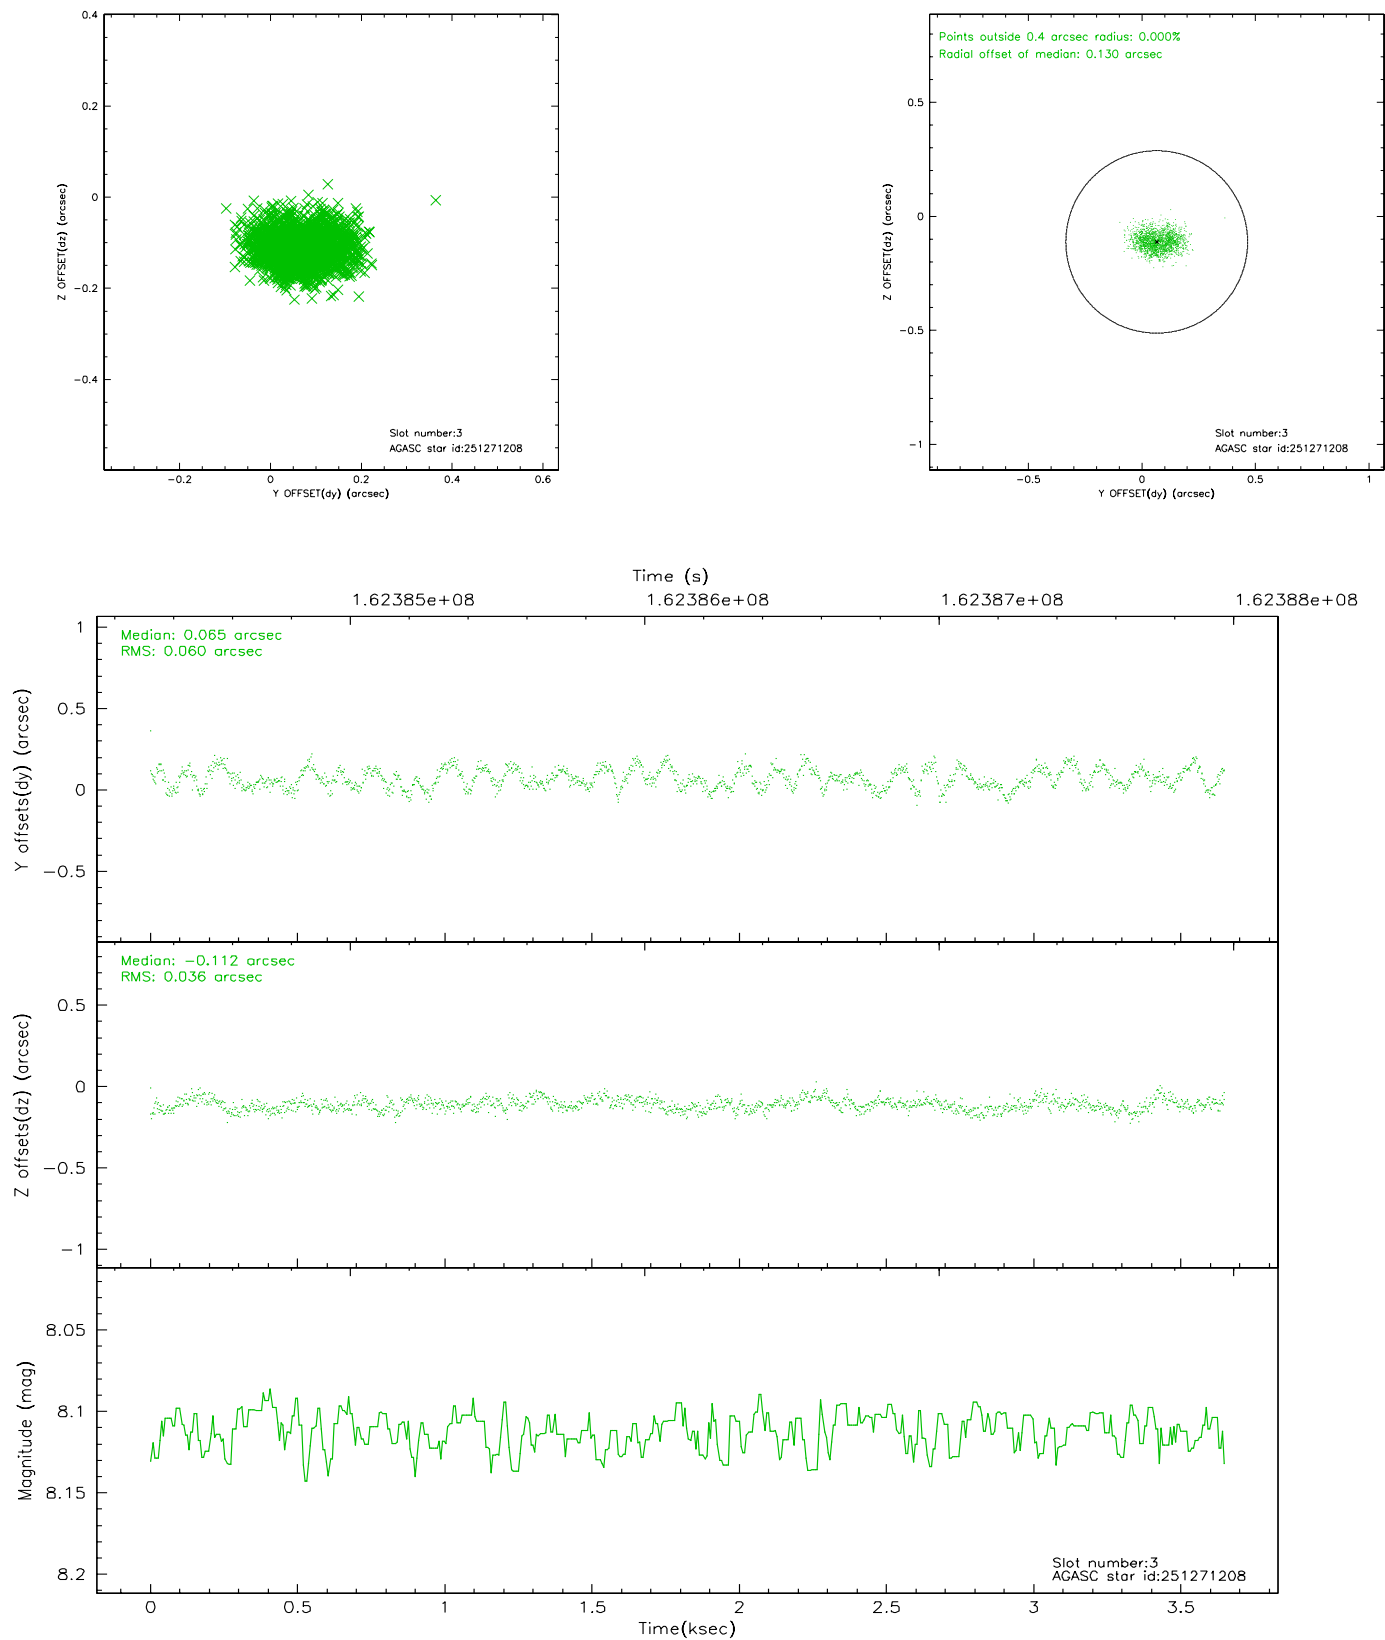 0.4
0.2
0
−0.2
−0.4
Z OFFSET(dz) (arcsec)
Slot number:3
AGASC star id:251271208
−0.2 0 0.2 0.4 0.6
Y OFFSET(dy) (arcsec)
Points outside 0.4 arcsec radius: 0.000%
Radial offset of median: 0.130 arcsec
0.5
0
−0.5
−1
Z OFFSET(dz) (arcsec)
Slot number:3
AGASC star id:251271208
−0.5 0 0.5 1
Y OFFSET(dy) (arcsec)
Time (s)
1.62385e+08 1.62386e+08 1.62387e+08 1.62388e+08
Median: 0.065 arcsec
RMS: 0.060 arcsec
1
0.5
0
−0.5
Y offsets(dy) (arcsec)
Median: −0.112 arcsec
RMS: 0.036 arcsec
0.5
0
−0.5
−1
Z offsets(dz) (arcsec)
8.05
8.1
8.15
8.2
Magnitude (mag)
Slot number:3
AGASC star id:251271208
0 0.5 1 1.5 2 2.5 3 3.5
Time(ksec)